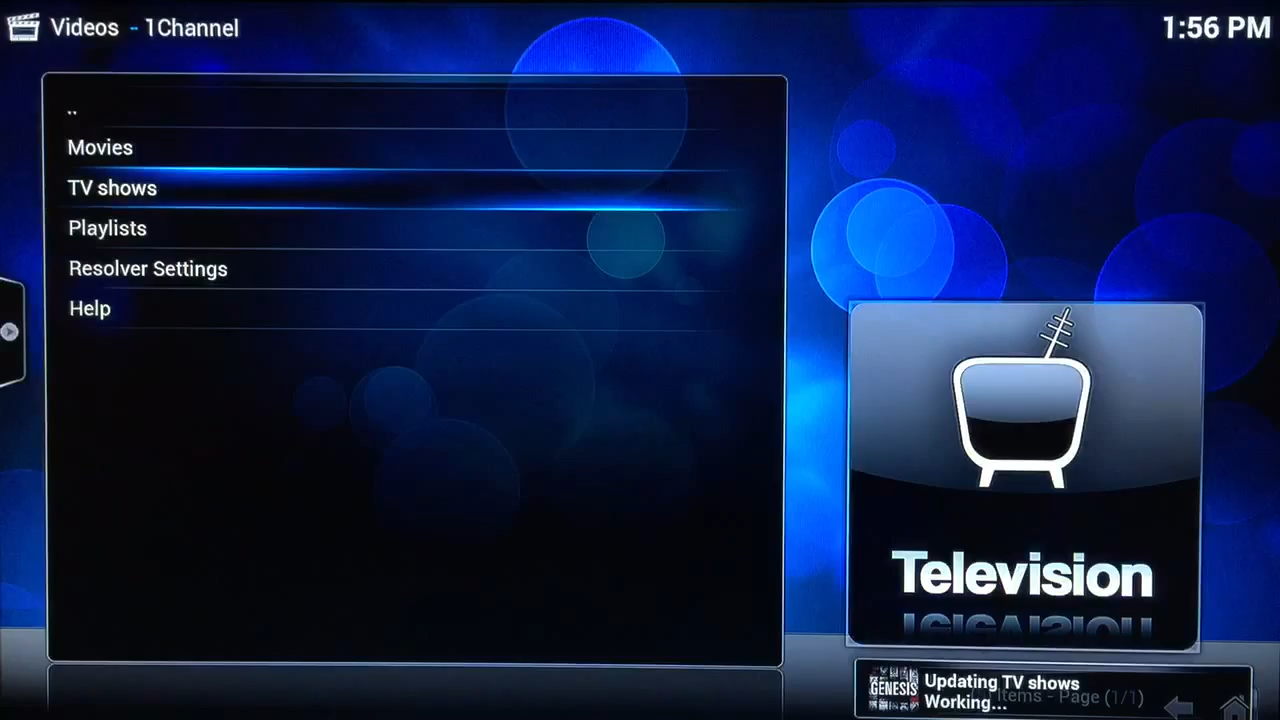 Videos - 1Channel
1:56 PM
..
Movies
TV shows
Playlists
Resolver Settings
Help
Television
GENESIS
Updating TV shows
Working...
Items - Page (1/1)